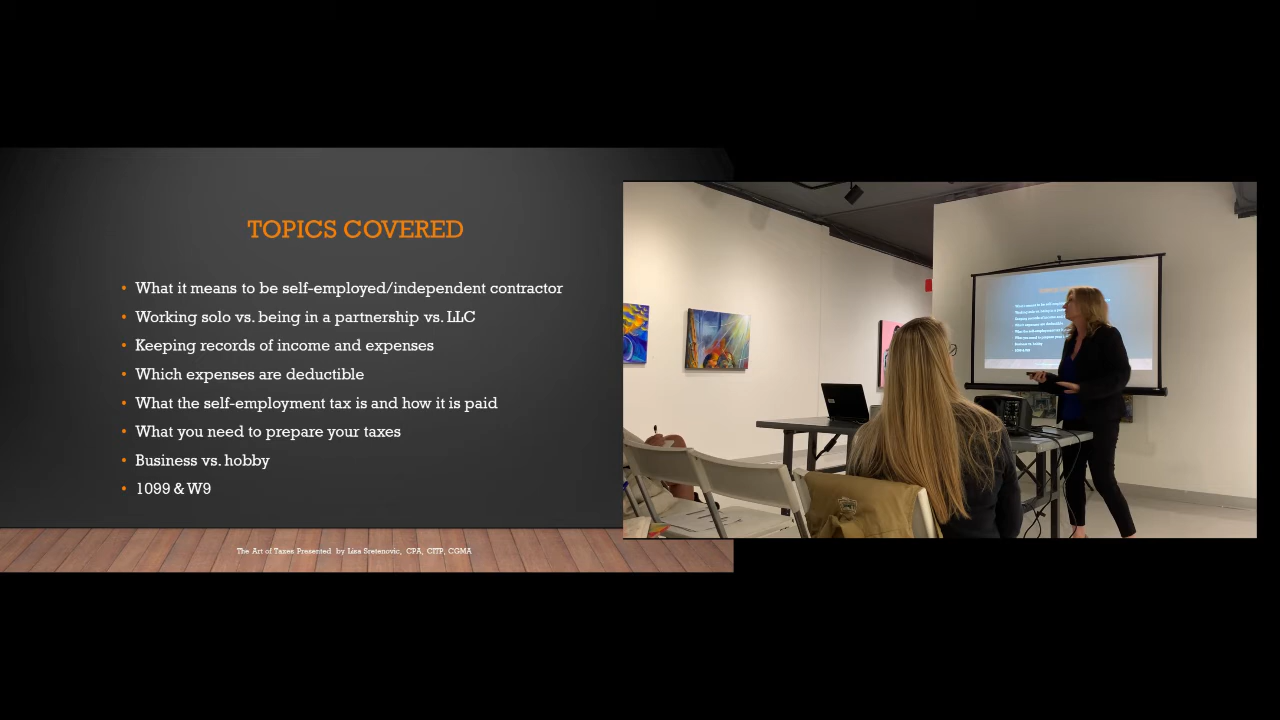 TOPICS COVERED
• What it means to be self-employed/independent contractor
• Working solo vs. being in a partnership vs. LLC
• Keeping records of income and expenses
• Which expenses are deductible
• What the self-employment tax is and how it is paid
• What you need to prepare your taxes
• Business vs. hobby
• 1099 & W9
The Art of Taxes Presented by Lisa Sretenovic, CPA, CITP, CGMA